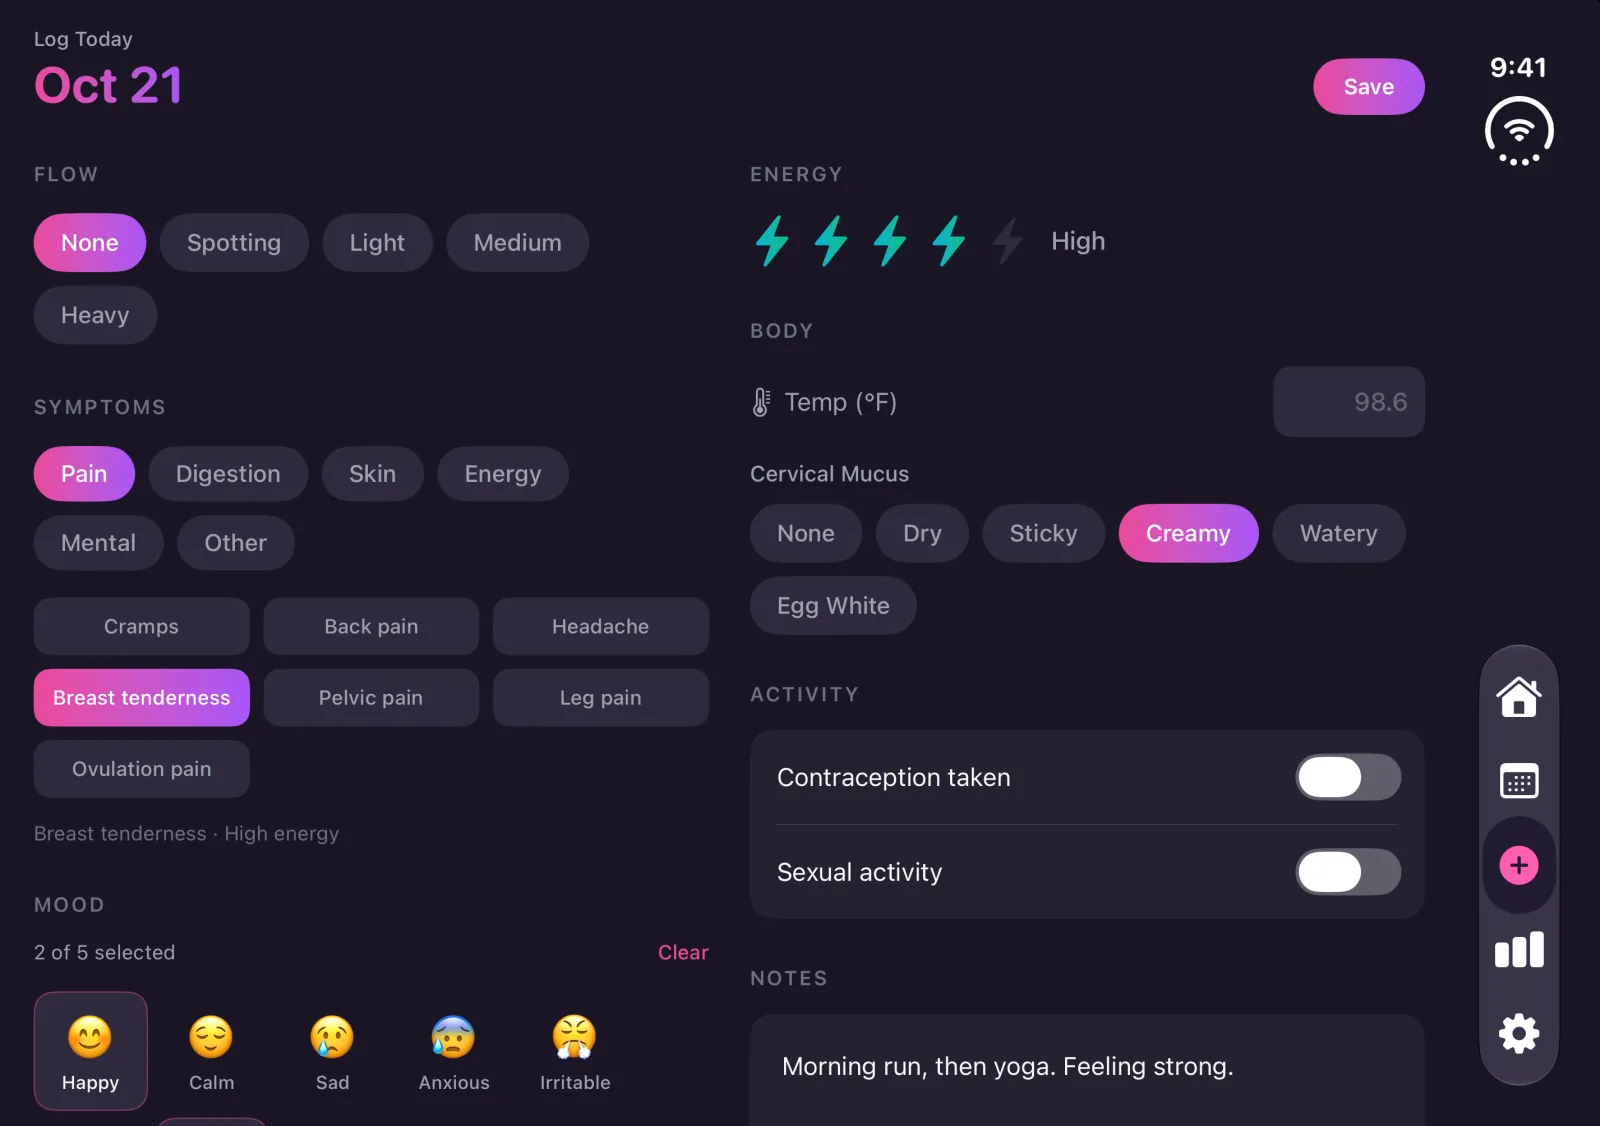 Log Today
Oct 21
Save
9:41
FLOW
None
Spotting
Light
Medium
Heavy
SYMPTOMS
Pain
Digestion
Skin
Energy
Mental
Other
Cramps
Back pain
Headache
Breast tenderness
Pelvic pain
Leg pain
Ovulation pain
Breast tenderness · High energy
MOOD
2 of 5 selected
Clear
Happy
Calm
Sad
Anxious
Irritable
ENERGY
High
BODY
Temp (°F)
98.6
Cervical Mucus
None
Dry
Sticky
Creamy
Watery
Egg White
ACTIVITY
Contraception taken
Sexual activity
NOTES
Morning run, then yoga. Feeling strong.